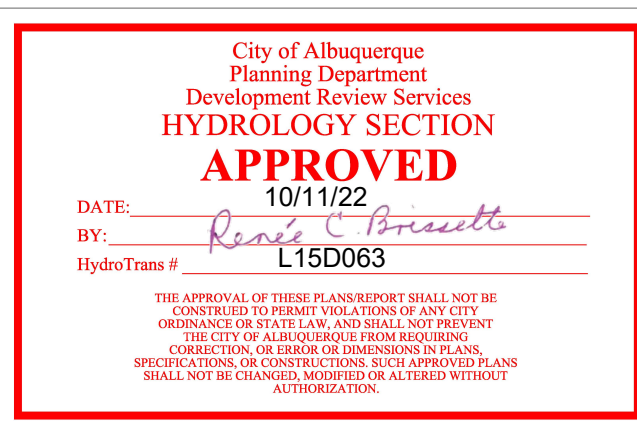 City of Albuquerque
Planning Department
Development Review Services
HYDROLOGY SECTION
APPROVED
DATE: 10/11/22
BY: Renée C. Brissette
HydroTrans # L15D063
THE APPROVAL OF THESE PLANS/REPORT SHALL NOT BE
CONSTRUED TO PERMIT VIOLATIONS OF ANY CITY
ORDINANCE OR STATE LAW, AND SHALL NOT PREVENT
THE CITY OF ALBUQUERQUE FROM REQUIRING
CORRECTION, OR ERROR OR DIMENSIONS IN PLANS,
SPECIFICATIONS, OR CONSTRUCTIONS. SUCH APPROVED PLANS
SHALL NOT BE CHANGED, MODIFIED OR ALTERED WITHOUT
AUTHORIZATION.